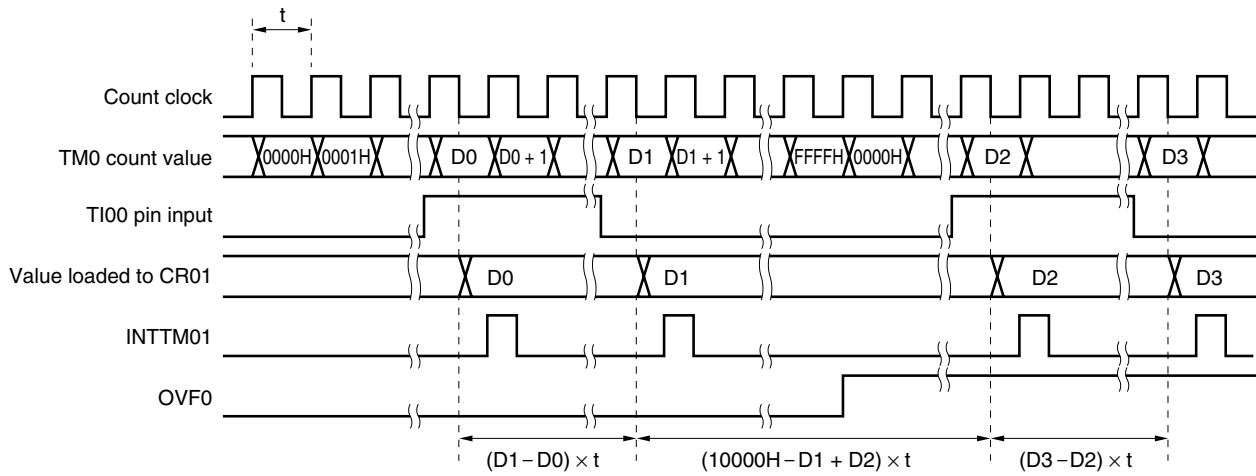 t
Count clock
TM0 count value 0000H 0001H D0 D0 + 1 D1 D1 + 1 FFFFH 0000H D2 D3
TI00 pin input
Value loaded to CR01 D0 D1 D2 D3
INTTM01
OVF0
(D1 – D0) × t (10000H – D1 + D2) × t (D3 – D2) × t